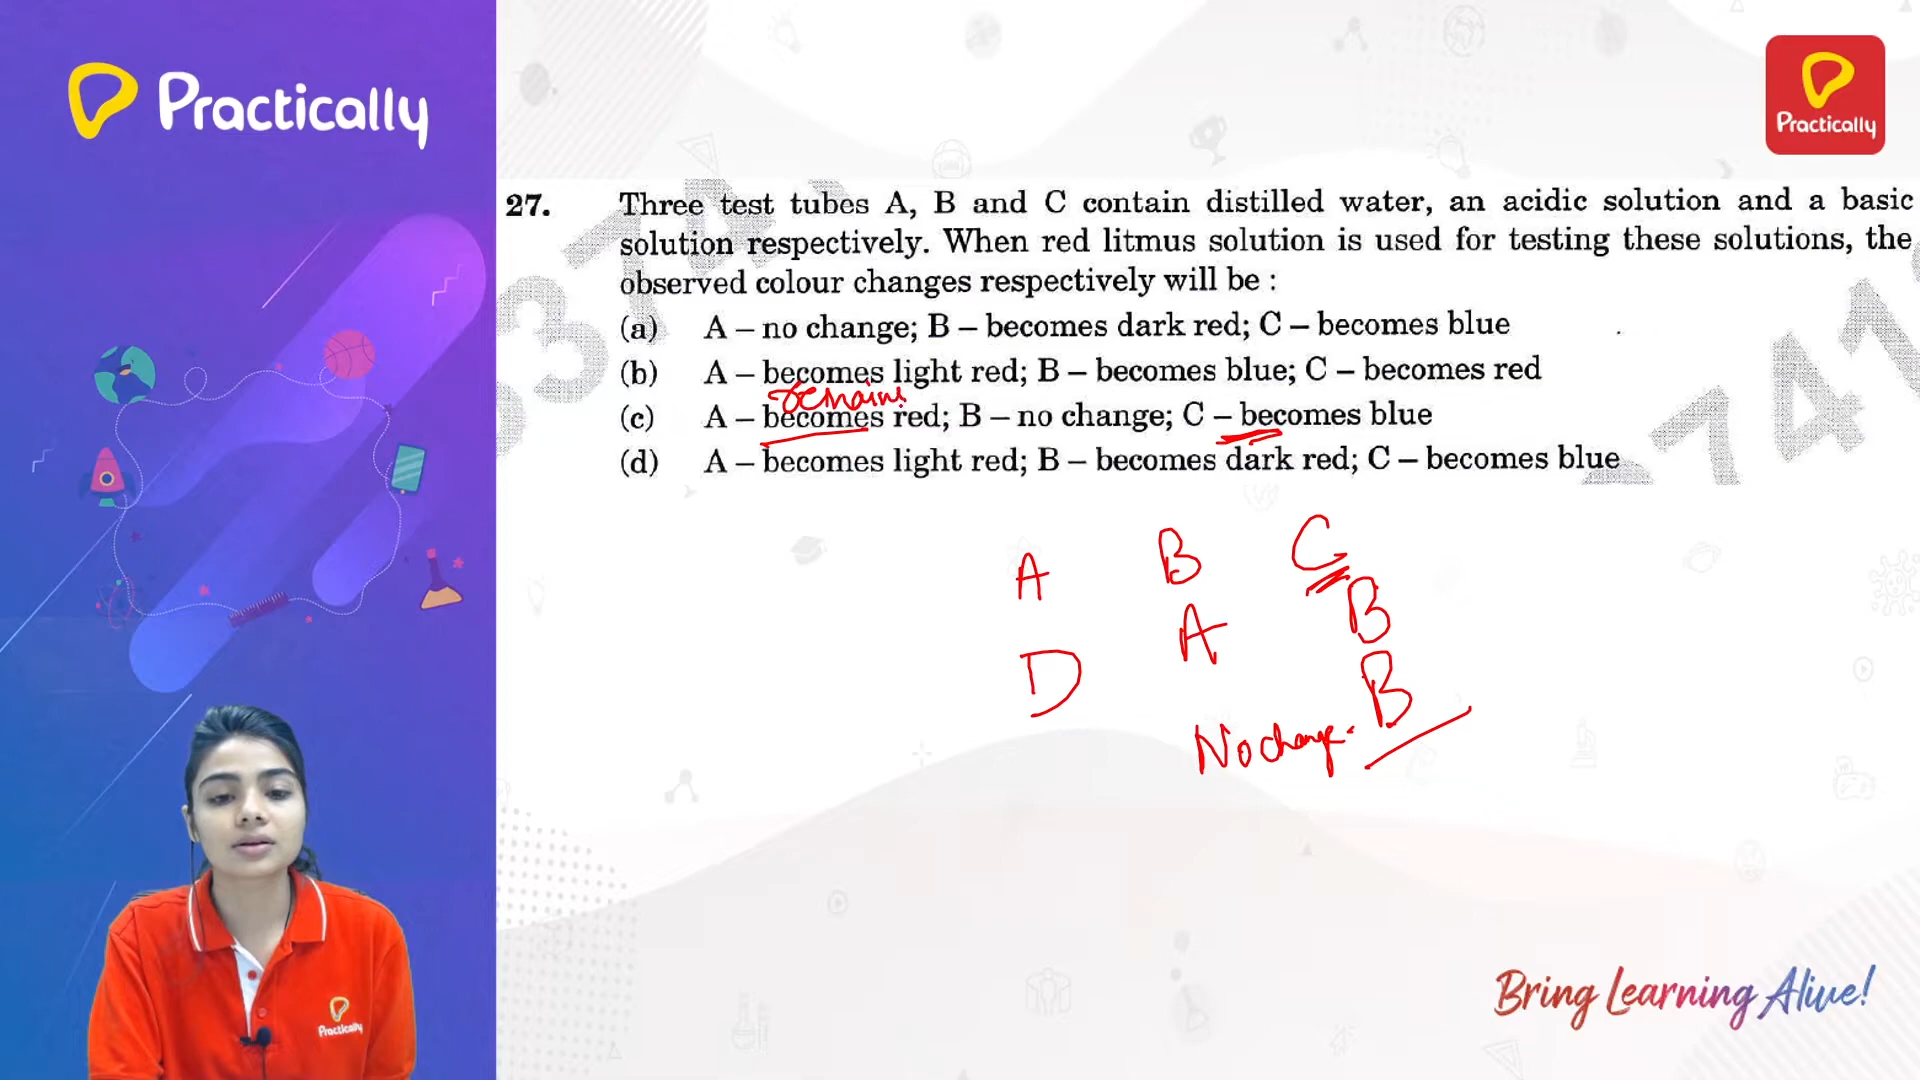 Practically
Practically
27. Three test tubes A, B and C contain distilled water, an acidic solution and a basic
solution respectively. When red litmus solution is used for testing these solutions, the
observed colour changes respectively will be :
(a) A – no change; B – becomes dark red; C – becomes blue
(b) A – becomes light red; B – becomes blue; C – becomes red
remains
(c) A – becomes red; B – no change; C – becomes blue
(d) A – becomes light red; B – becomes dark red; C – becomes blue
A B C
A B
D B
No change.
Practically
Bring Learning Alive!